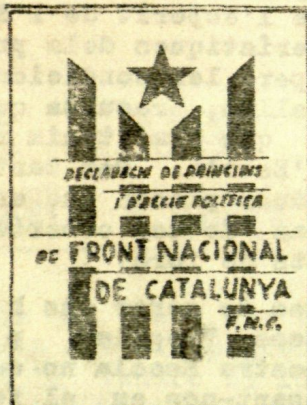 DECLARACIÓ DE PRINCIPIS
I D'ACCIÓ POLÍTICA
DE FRONT NACIONAL
DE CATALUNYA
F.N.C.